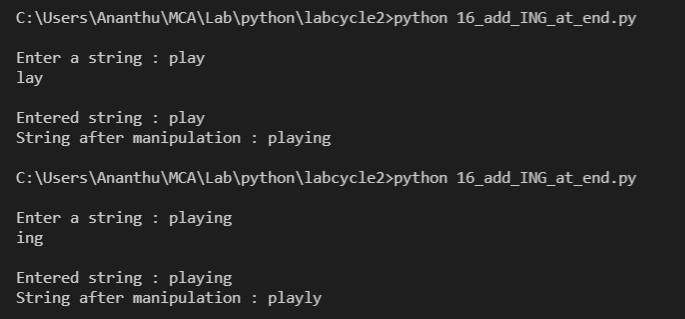 C:\Users\Ananthu\MCA\Lab\python\labcycle2>python 16_add_ING_at_end.py
Enter a string : play
lay
Entered string : play
String after manipulation : playing
C:\Users\Ananthu\MCA\Lab\python\labcycle2>python 16_add_ING_at_end.py
Enter a string : playing
ing
Entered string : playing
String after manipulation : playly